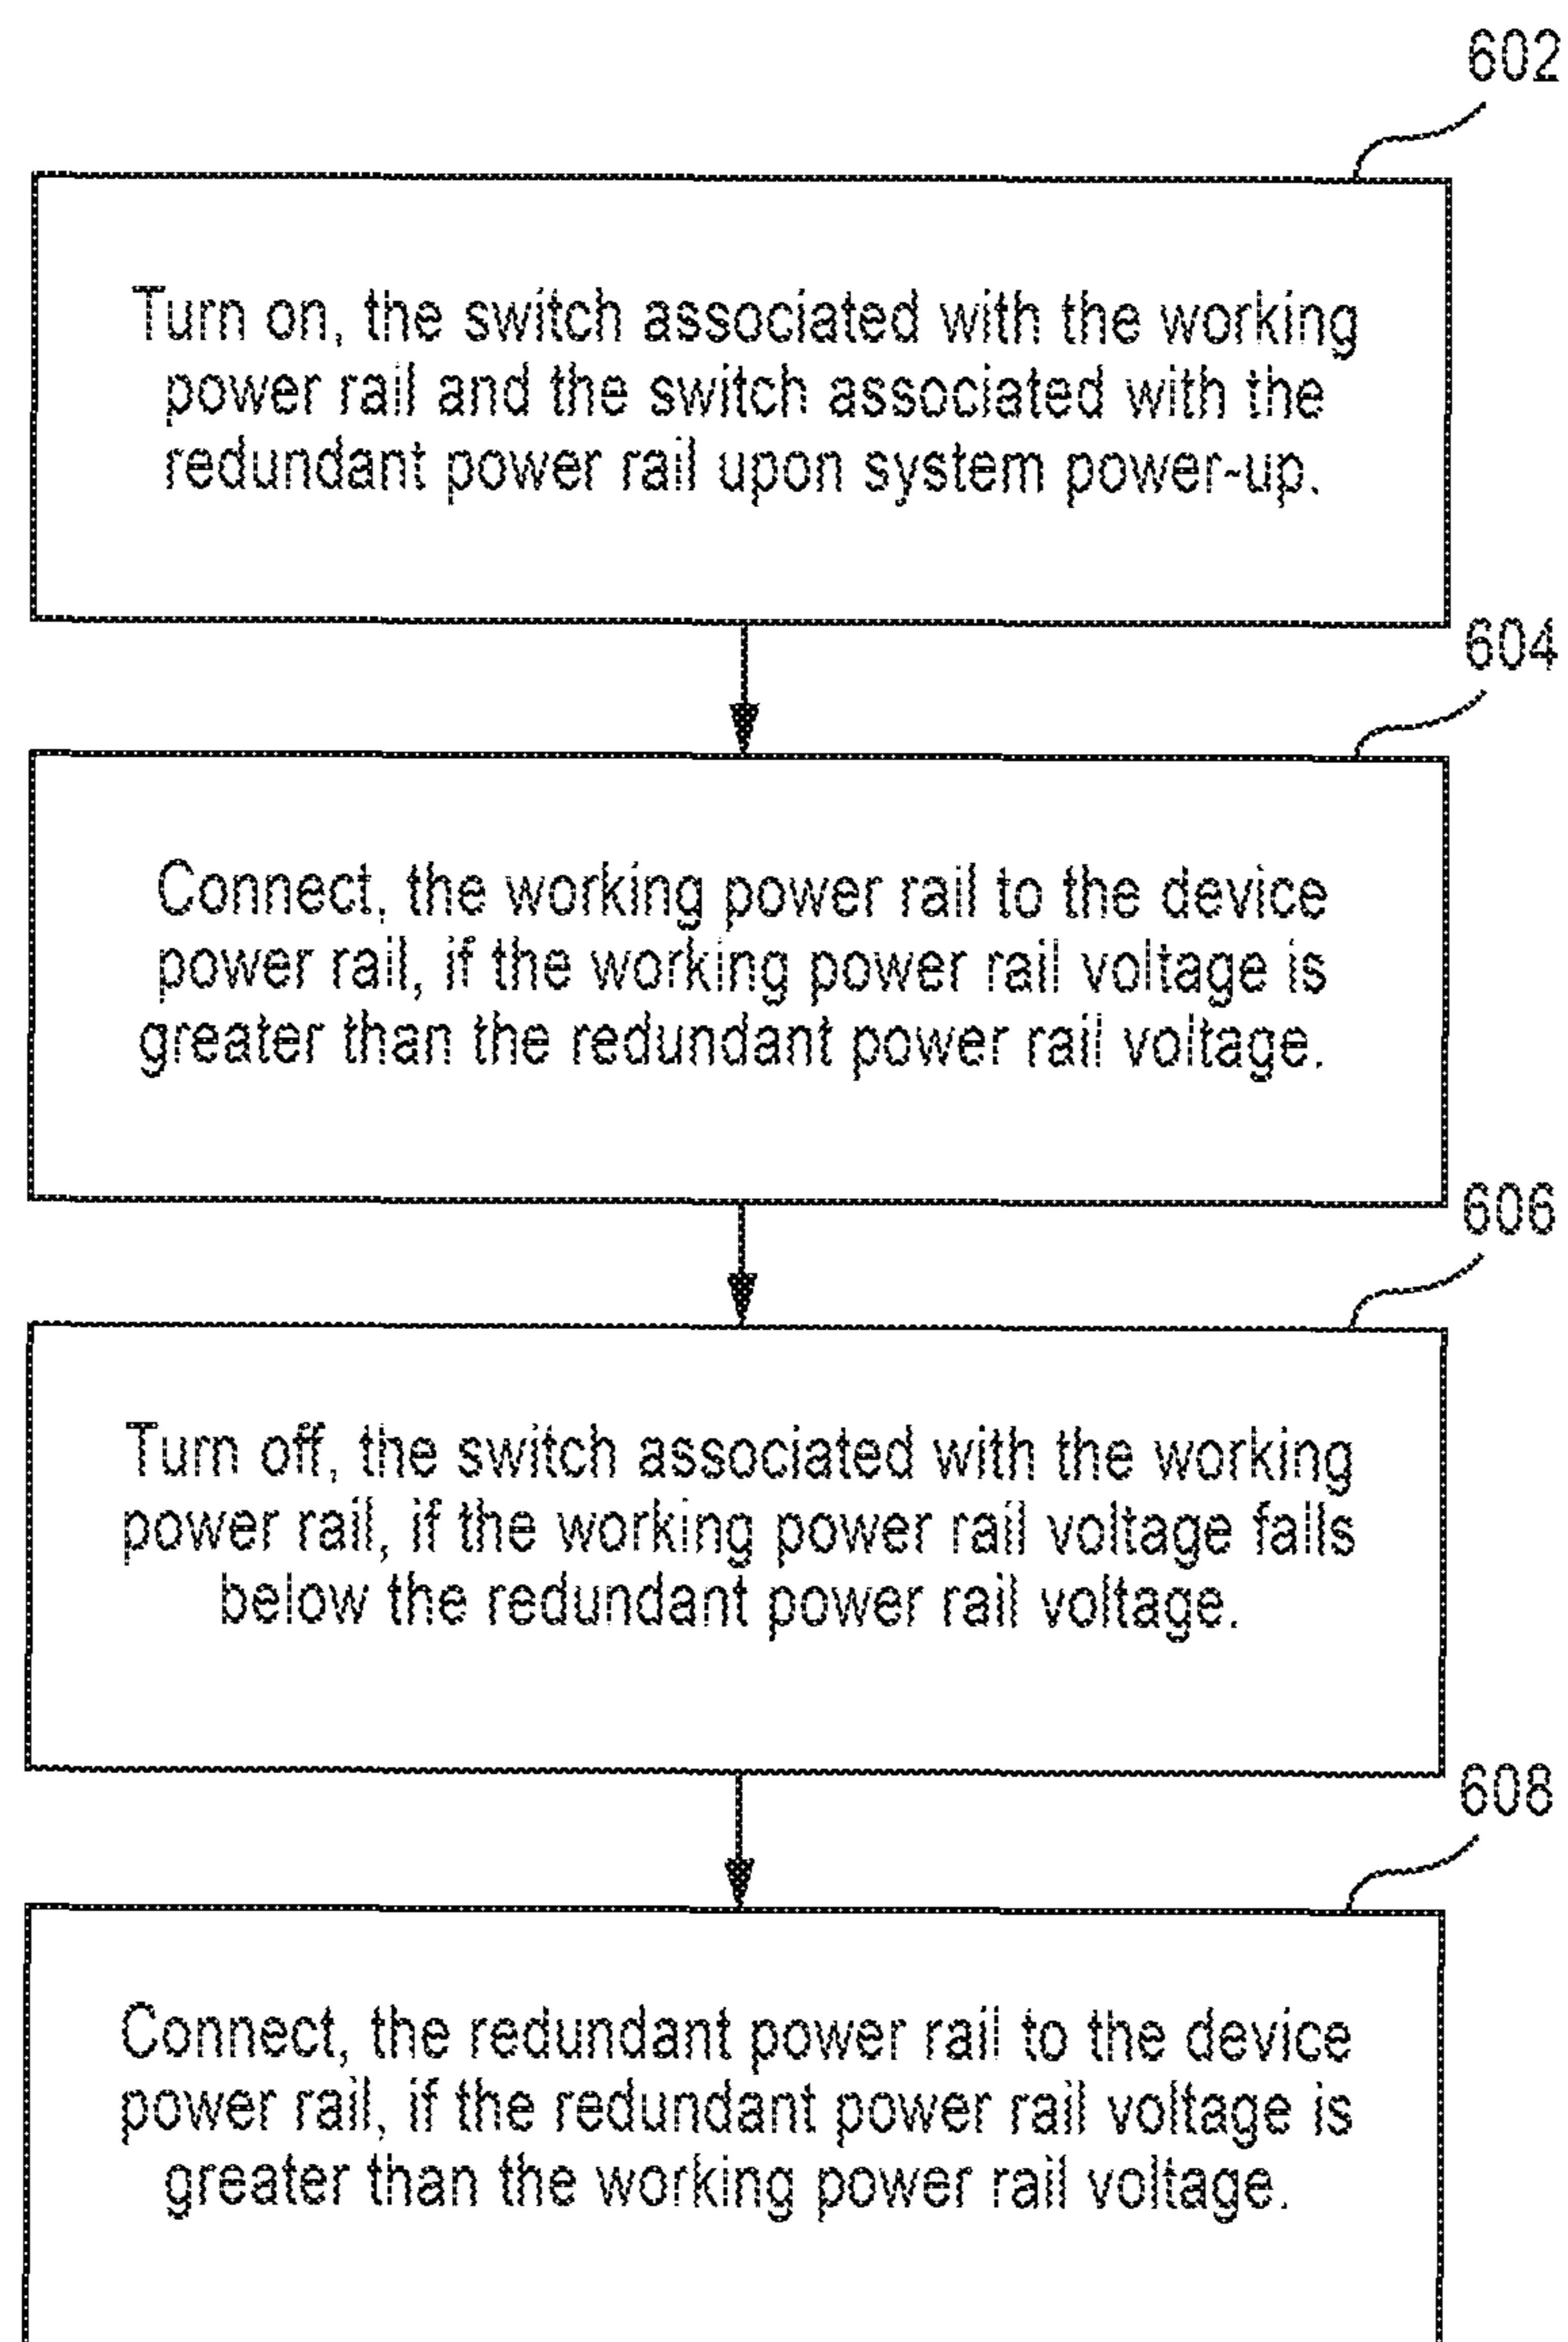 602
Turn on, the switch associated with the working
power rail and the switch associated with the
redundant power rail upon system power-up.
604
Connect, the working power rail to the device
power rail, if the working power rail voltage is
greater than the redundant power rail voltage.
606
Turn off, the switch associated with the working
power rail, if the working power rail voltage falls
below the redundant power rail voltage.
608
Connect, the redundant power rail to the device
power rail, if the redundant power rail voltage is
greater than the working power rail voltage.